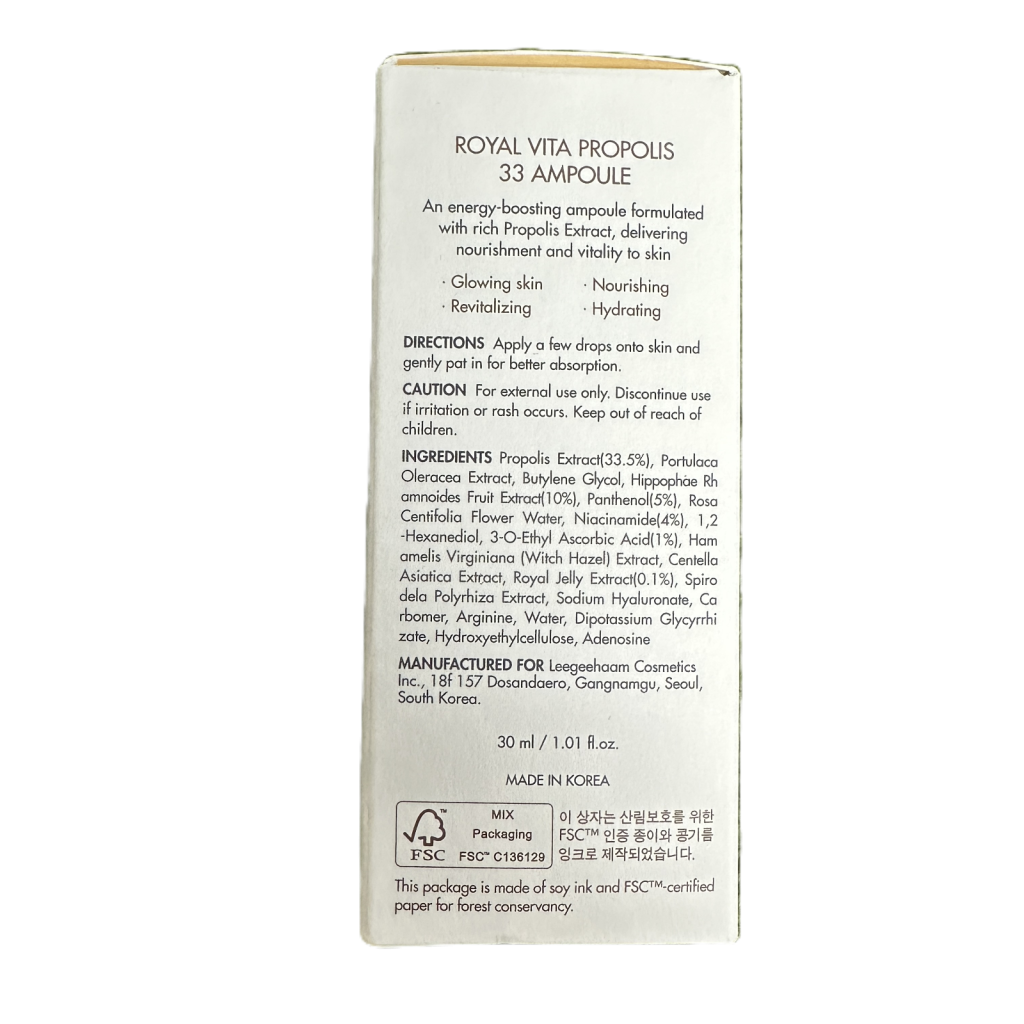 ROYAL VITA PROPOLIS
33 AMPOULE
An energy-boosting ampoule formulated
with rich Propolis Extract, delivering
nourishment and vitality to skin
· Glowing skin · Nourishing
· Revitalizing · Hydrating
DIRECTIONS Apply a few drops onto skin and
gently pat in for better absorption.
CAUTION For external use only. Discontinue use
if irritation or rash occurs. Keep out of reach of
children.
INGREDIENTS Propolis Extract(33.5%), Portulaca
Oleracea Extract, Butylene Glycol, Hippophae Rh
amnoides Fruit Extract(10%), Panthenol(5%), Rosa
Centifolia Flower Water, Niacinamide(4%), 1,2
-Hexanediol, 3-O-Ethyl Ascorbic Acid(1%), Ham
amelis Virginiana (Witch Hazel) Extract, Centella
Asiatica Extract, Royal Jelly Extract(0.1%), Spiro
dela Polyrhiza Extract, Sodium Hyaluronate, Ca
rbomer, Arginine, Water, Dipotassium Glycyrrhi
zate, Hydroxyethylcellulose, Adenosine
MANUFACTURED FOR Leegeehaam Cosmetics
Inc., 18f 157 Dosandaero, Gangnamgu, Seoul,
South Korea.
30 ml / 1.01 fl.oz.
MADE IN KOREA
MIX
Packaging
FSC FSC™ C136129
이 상자는 산림보호를 위한
FSC™ 인증 종이와 콩기름
잉크로 제작되었습니다.
This package is made of soy ink and FSC™-certified
paper for forest conservancy.